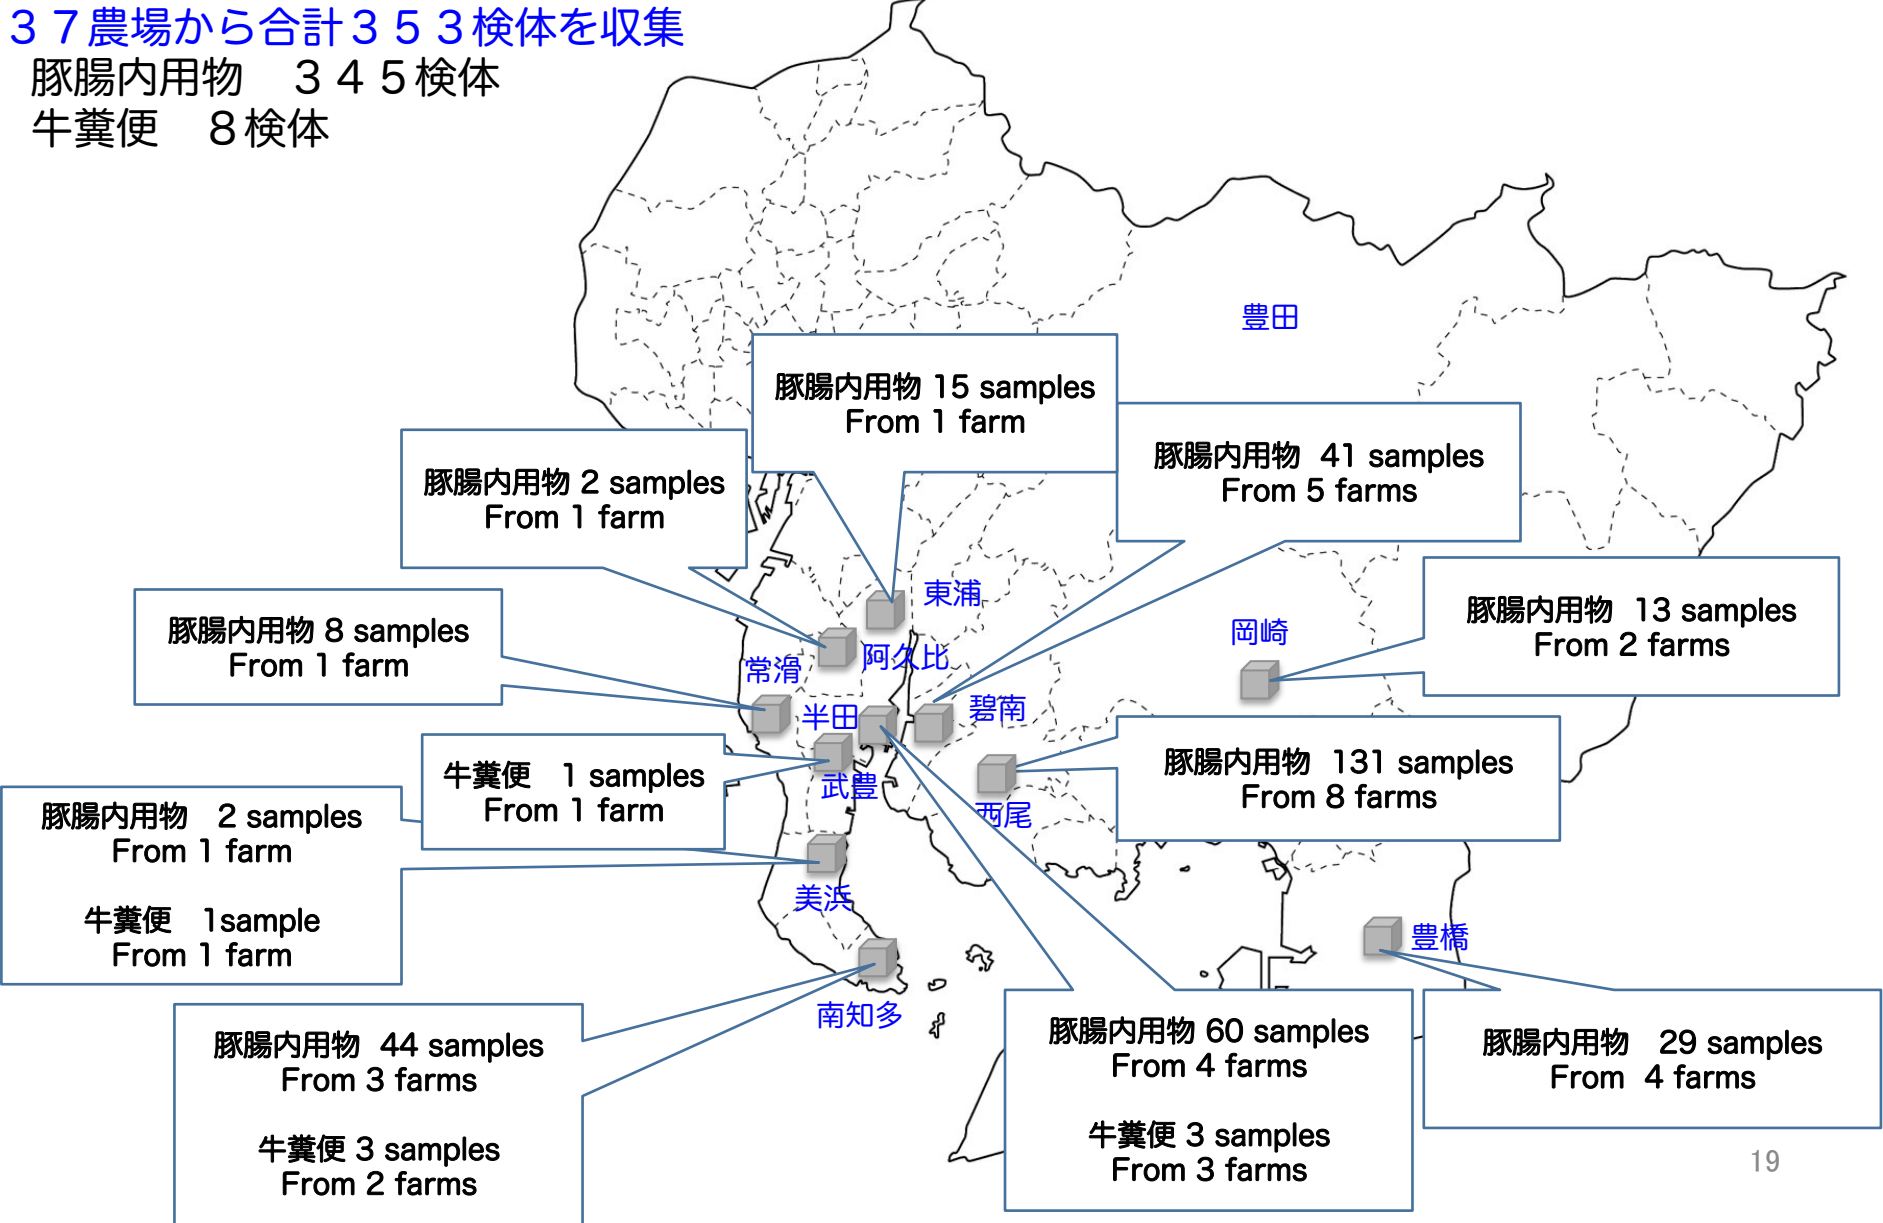 ３７農場から合計３５３検体を収集
豚腸内用物　３４５検体
牛糞便　８検体
豊田
豚腸内用物 15 samples
From 1 farm
豚腸内用物 41 samples
From 5 farms
豚腸内用物 2 samples
From 1 farm
東浦
豚腸内用物 13 samples
From 2 farms
岡崎
豚腸内用物 8 samples
From 1 farm
阿久比
常滑
碧南
半田
豚腸内用物 131 samples
From 8 farms
牛糞便　1 samples
From 1 farm
武豊
西尾
豚腸内用物　2 samples
From 1 farm
牛糞便　1sample
From 1 farm
美浜
豊橋
南知多
豚腸内用物 44 samples
From 3 farms
牛糞便 3 samples
From 2 farms
豚腸内用物 60 samples
From 4 farms
牛糞便 3 samples
From 3 farms
豚腸内用物　29 samples
From 4 farms
19